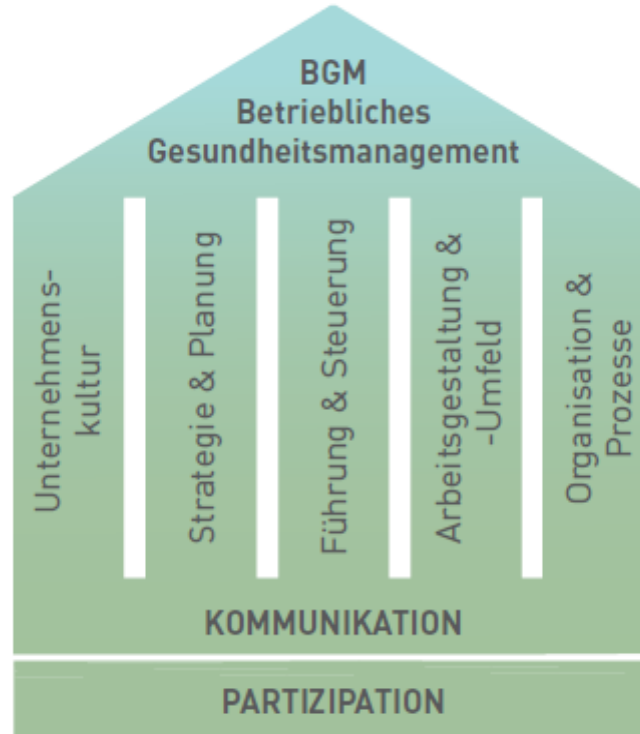 BGM
Betriebliches
Gesundheitsmanagement
Unternehmens-
kultur
Strategie & Planung
Führung & Steuerung
Arbeitsgestaltung &
-Umfeld
Organisation &
Prozesse
KOMMUNIKATION
PARTIZIPATION